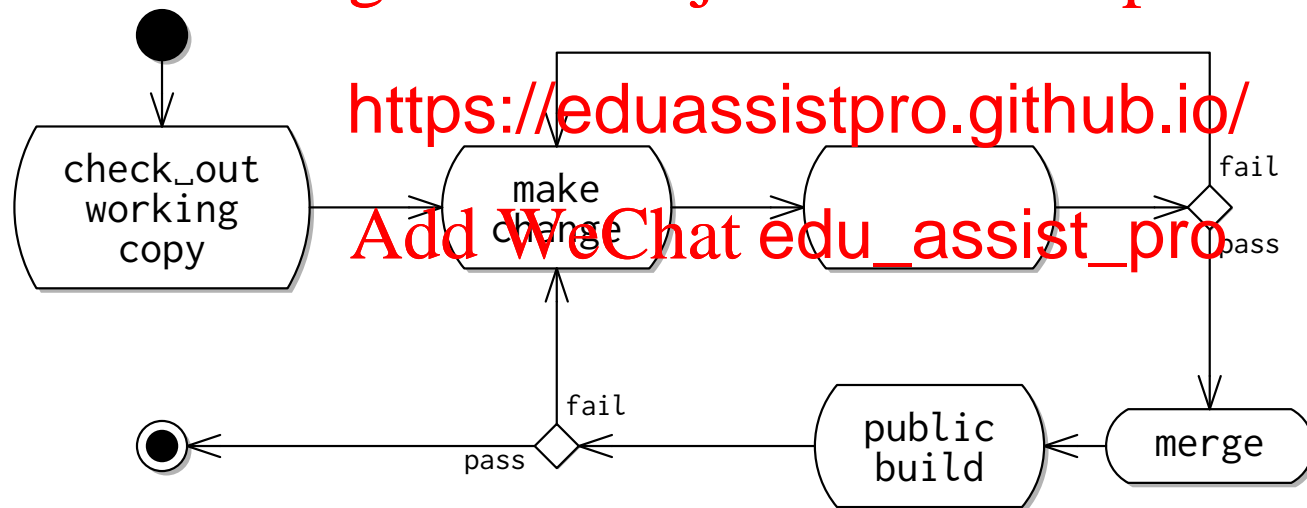 https://eduassistpro.github.io/
check␣out
working
copy
make
change
fail
Add WeChat edu_assist_pro
pass
fail
pass
public
build
merge